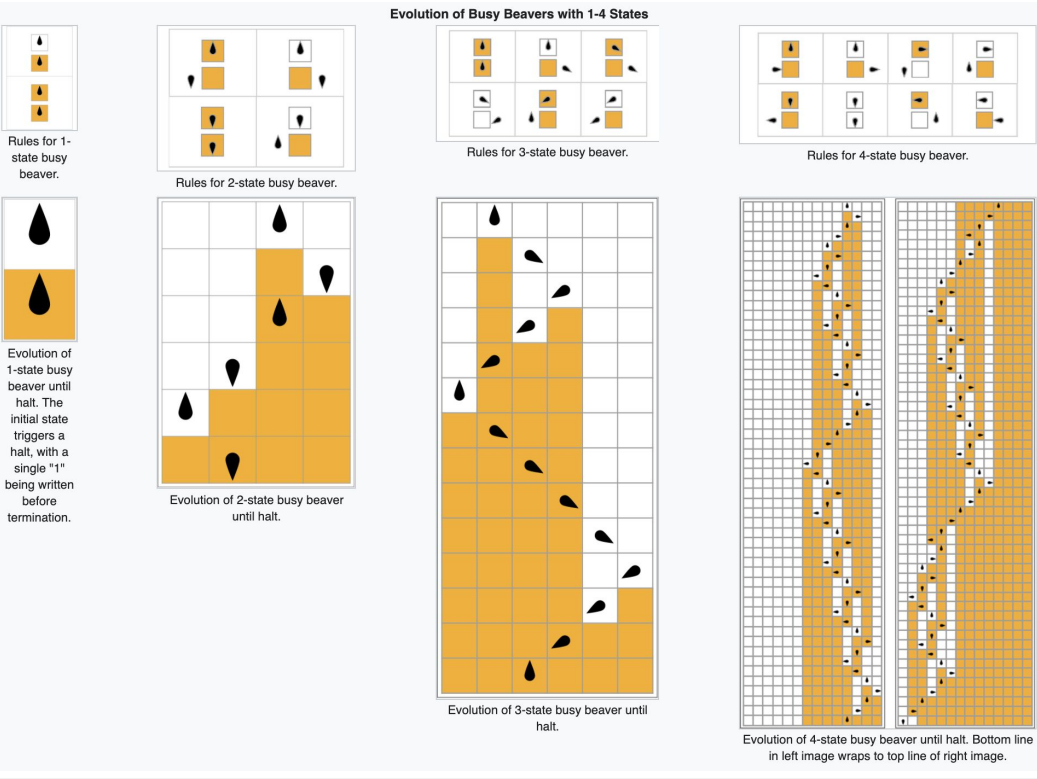 Evolution of Busy Beavers with 1-4 States
Rules for 1-
state busy
beaver.
Rules for 2-state busy beaver.
Rules for 3-state busy beaver.
Rules for 4-state busy beaver.
Evolution of
1-state busy
beaver until
halt. The
initial state
triggers a
halt, with a
single "1"
being written
before
termination.
Evolution of 2-state busy beaver
until halt.
Evolution of 3-state busy beaver until
halt.
Evolution of 4-state busy beaver until halt. Bottom line
in left image wraps to top line of right image.